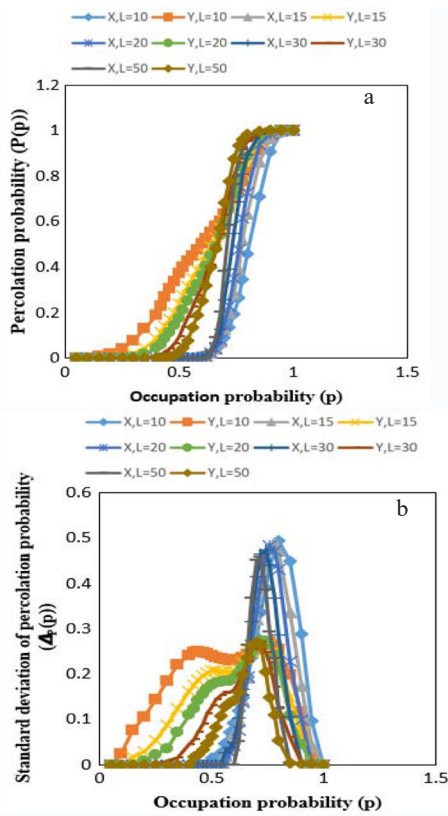 X,L=10 Y,L=10 X,L=15 Y,L=15
X,L=20 Y,L=20 X,L=30 Y,L=30
X,L=50 Y,L=50
a
Percolation probability (P(p))
1.2
1
0.8
0.6
0.4
0.2
0
0 0.5 1 1.5
Occupation probability (p)
X,L=10 Y,L=10 X,L=15 Y,L=15
X,L=20 Y,L=20 X,L=30 Y,L=30
X,L=50 Y,L=50
b
Standard deviation of percolation probability
(Δₚ(p))
0.6
0.5
0.4
0.3
0.2
0.1
0
0 0.5 1 1.5
Occupation probability (p)